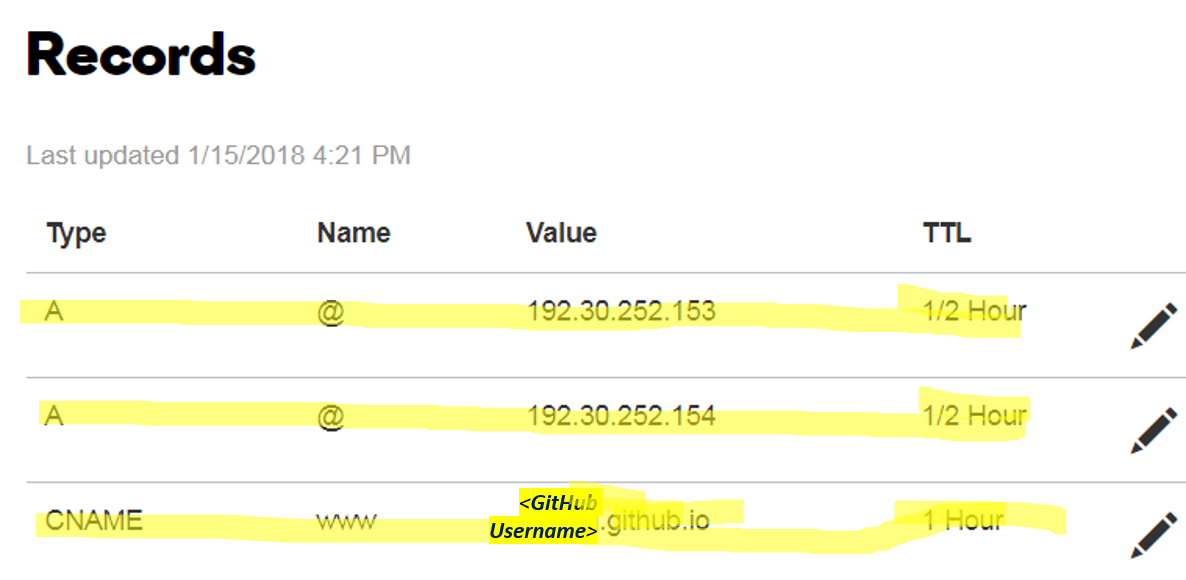 Records
Last updated 1/15/2018 4:21 PM
Type Name Value TTL
A @ 192.30.252.153 1/2 Hour
A @ 192.30.252.154 1/2 Hour
<GitHub
CNAME www Username>.github.io 1 Hour